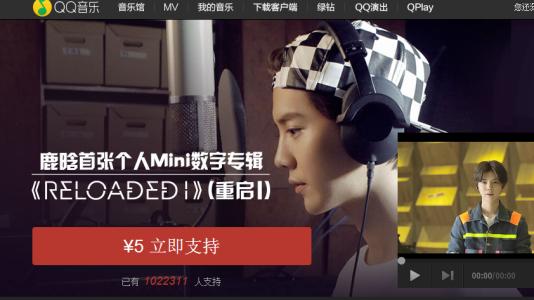 QQ音乐
音乐馆 MV 我的音乐 下载客户端 绿钻 QQ演出 QPlay
鹿晗首张个人Mini数字专辑
《RELOADED I》(重启I)
¥5 立即支持
已有 1022311 人支持
00:00/00:00